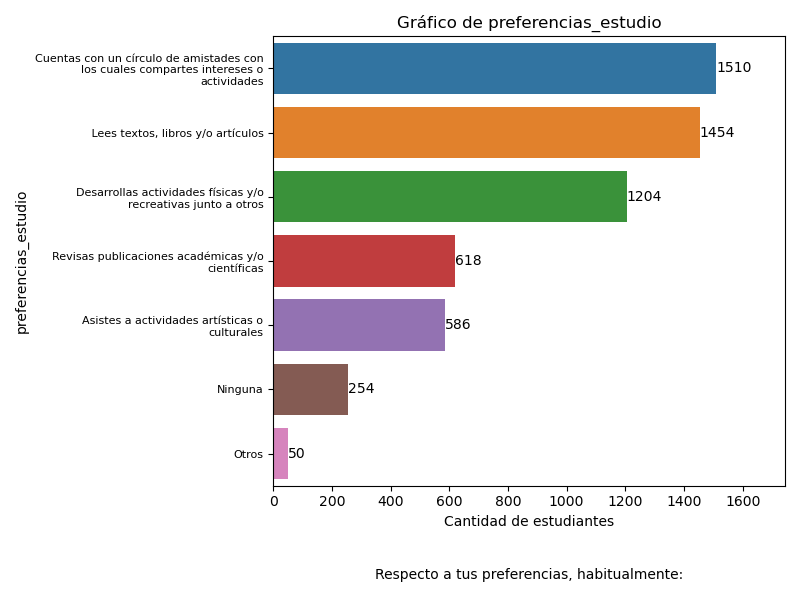 Gráfico de preferencias_estudio
Cuentas con un círculo de amistades con
los cuales compartes intereses o
actividades
1510
Lees textos, libros y/o artículos
1454
Desarrollas actividades físicas y/o
recreativas junto a otros
1204
Revisas publicaciones académicas y/o
científicas
618
Asistes a actividades artísticas o
culturales
586
Ninguna
254
Otros
50
preferencias_estudio
0 200 400 600 800 1000 1200 1400 1600
Cantidad de estudiantes
Respecto a tus preferencias, habitualmente: